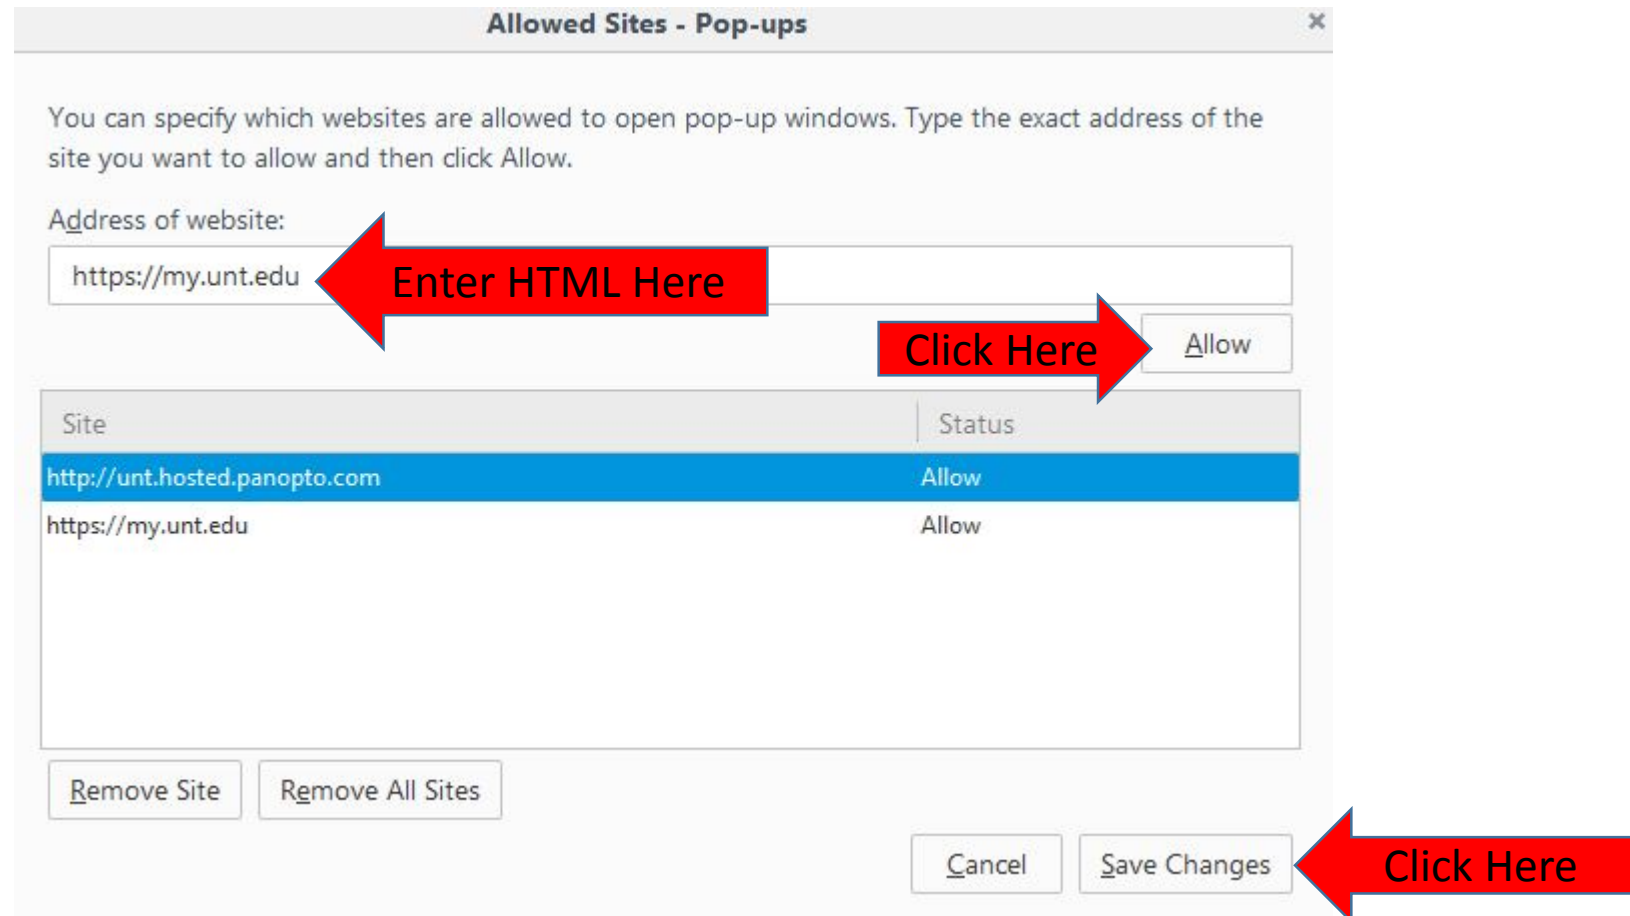 Allowed Sites - Pop-ups
You can specify which websites are allowed to open pop-up windows. Type the exact address of the
site you want to allow and then click Allow.
Address of website:
https://my.unt.edu
Enter HTML Here
Click Here
Allow
Site Status
http://unt.hosted.panopto.com Allow
https://my.unt.edu Allow
Remove Site Remove All Sites
Cancel Save Changes Click Here